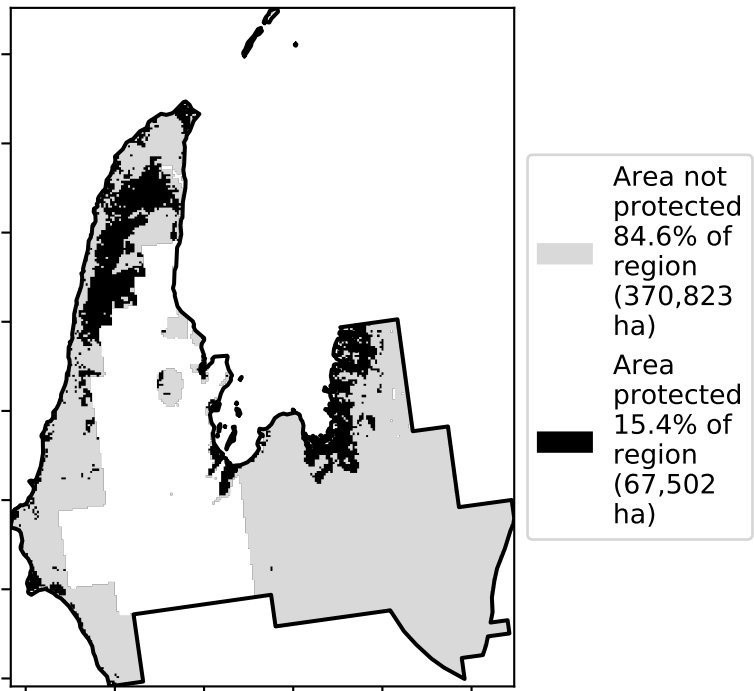 Area not
protected
84.6% of
region
(370,823
ha)
Area
protected
15.4% of
region
(67,502
ha)